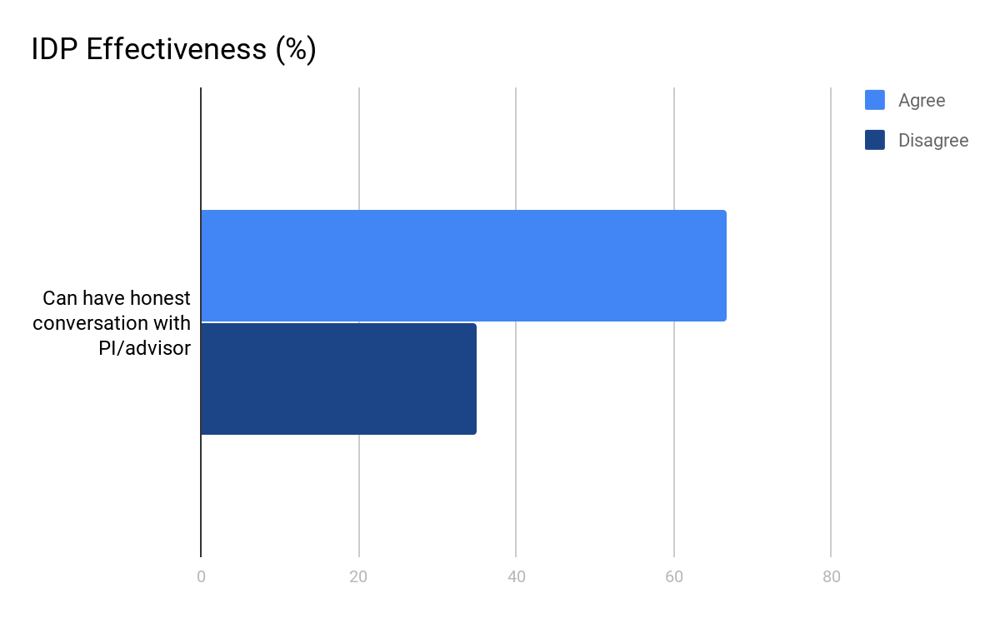 IDP Effectiveness (%)
Agree
Disagree
Can have honest
conversation with
PI/advisor
0 20 40 60 80